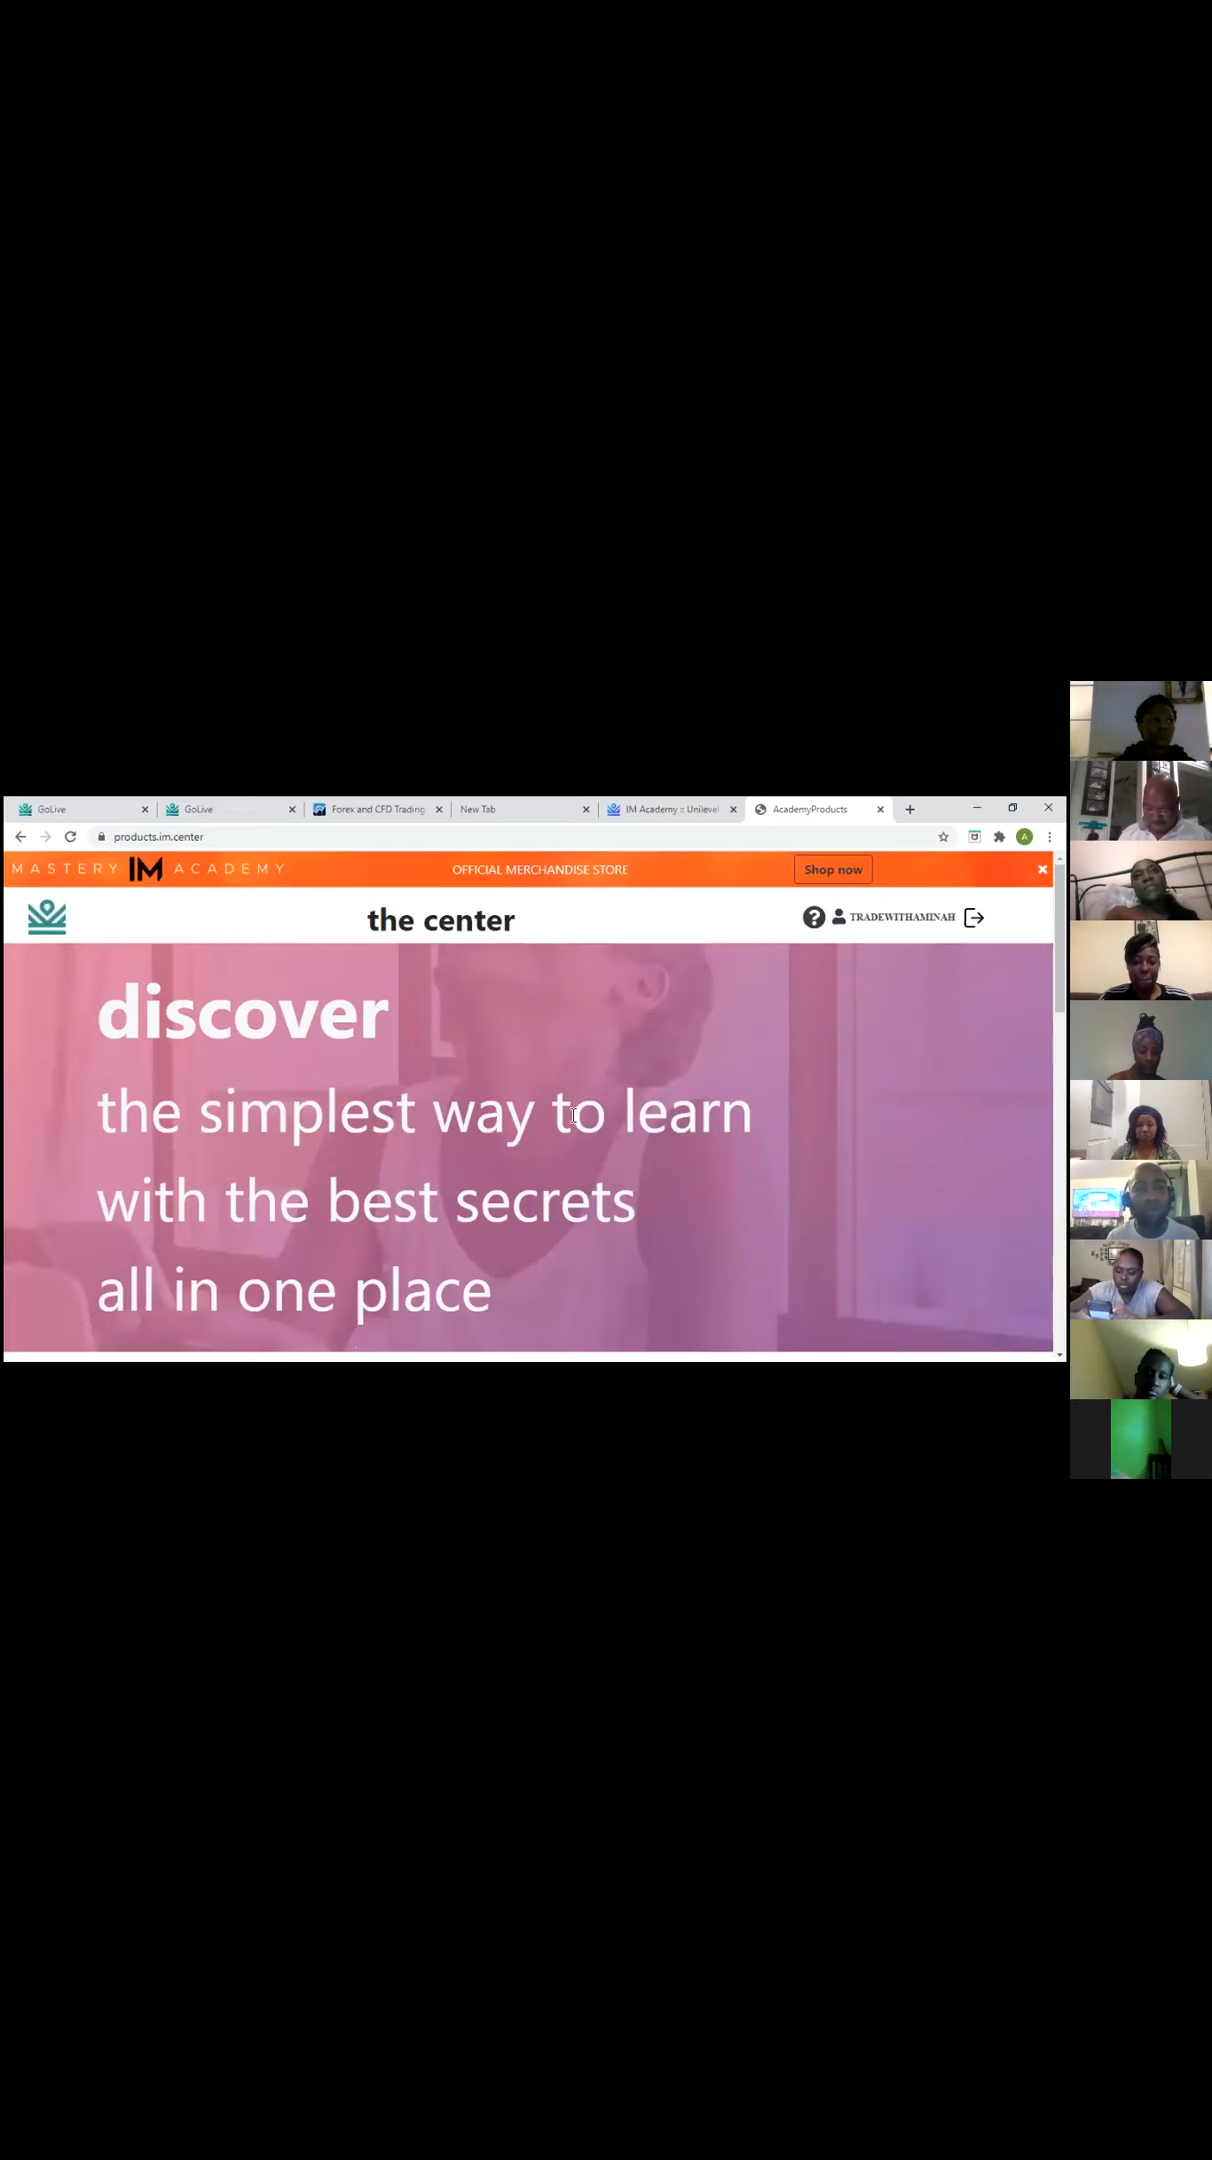 GoLive
GoLive
Forex and CFD Trading
New Tab
IM Academy :: Unilevel
AcademyProducts
products.im.center
A
MASTERY IM ACADEMY
OFFICIAL MERCHANDISE STORE
Shop now
the center
TRADEWITHAMINAH
discover
the simplest way to learn
with the best secrets
all in one place